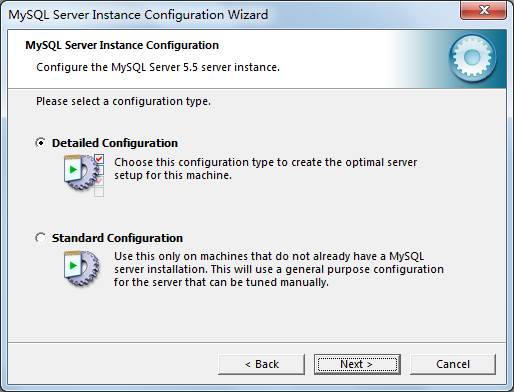 MySQL Server Instance Configuration Wizard
MySQL Server Instance Configuration
Configure the MySQL Server 5.5 server instance.
Please select a configuration type.
Detailed Configuration
Choose this configuration type to create the optimal server
setup for this machine.
Standard Configuration
Use this only on machines that do not already have a MySQL
server installation. This will use a general purpose configuration
for the server that can be tuned manually.
< Back
Next >
Cancel